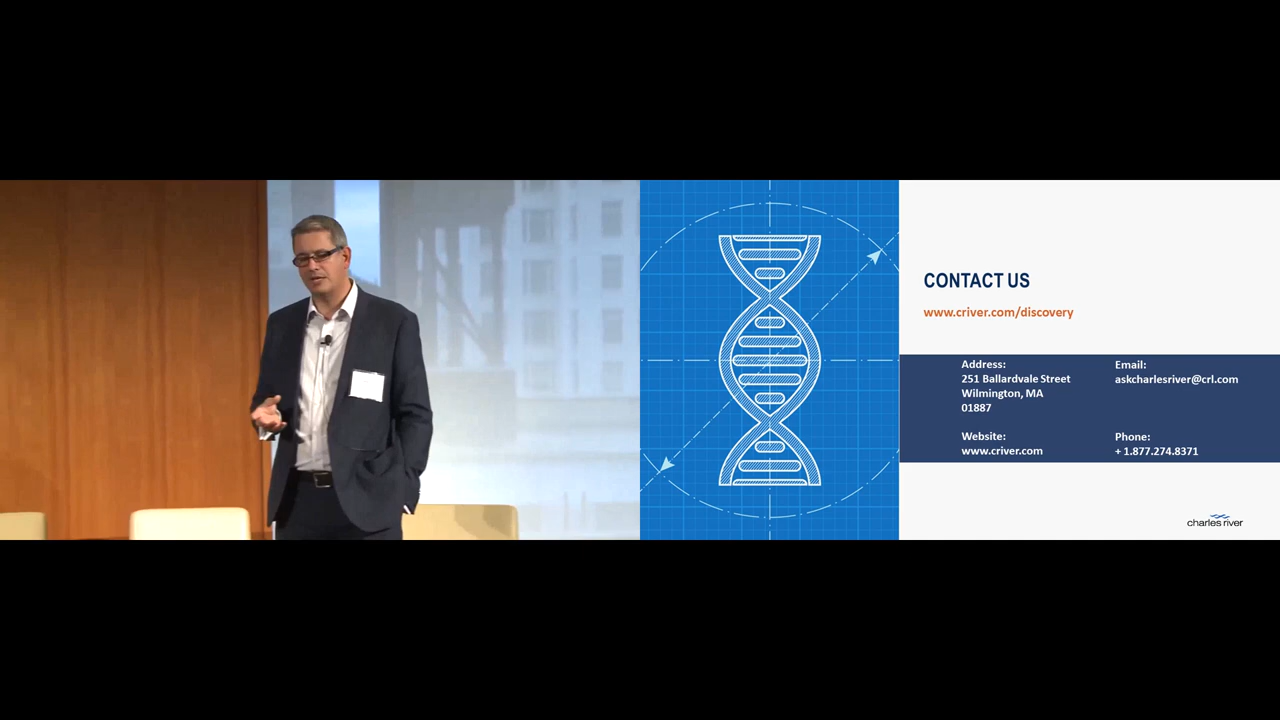 CONTACT US
www.criver.com/discovery
Address:
251 Ballardvale Street
Wilmington, MA
01887
Website:
www.criver.com
Email:
askcharlesriver@crl.com
Phone:
+ 1.877.274.8371
charles river